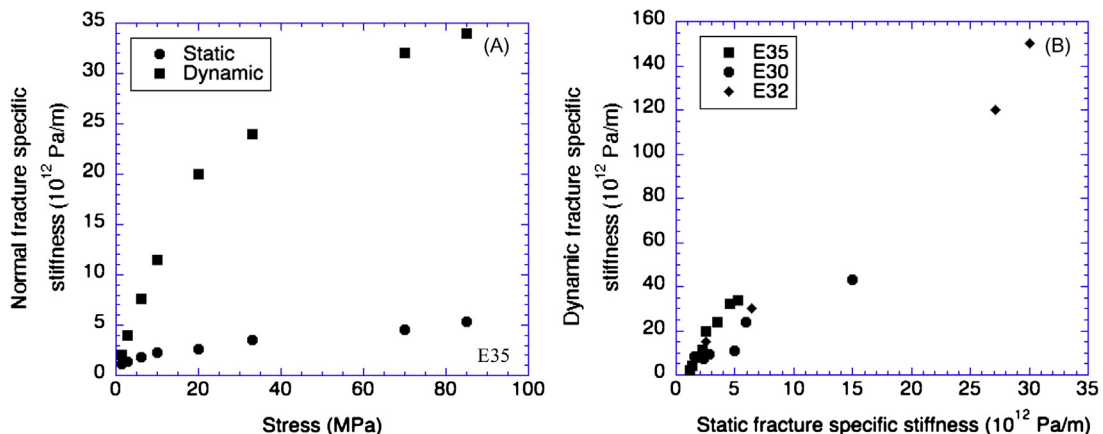 (A)
Static
Dynamic
Normal fracture specific
stiffness (10¹² Pa/m)
35
30
25
20
15
10
5
0
0 20 40 60 80 100
E35
Stress (MPa)
(B)
E35
E30
E32
Dynamic fracture specific
stiffness (10¹² Pa/m)
160
140
120
100
80
60
40
20
0
0 5 10 15 20 25 30 35
Static fracture specific stiffness (10¹² Pa/m)